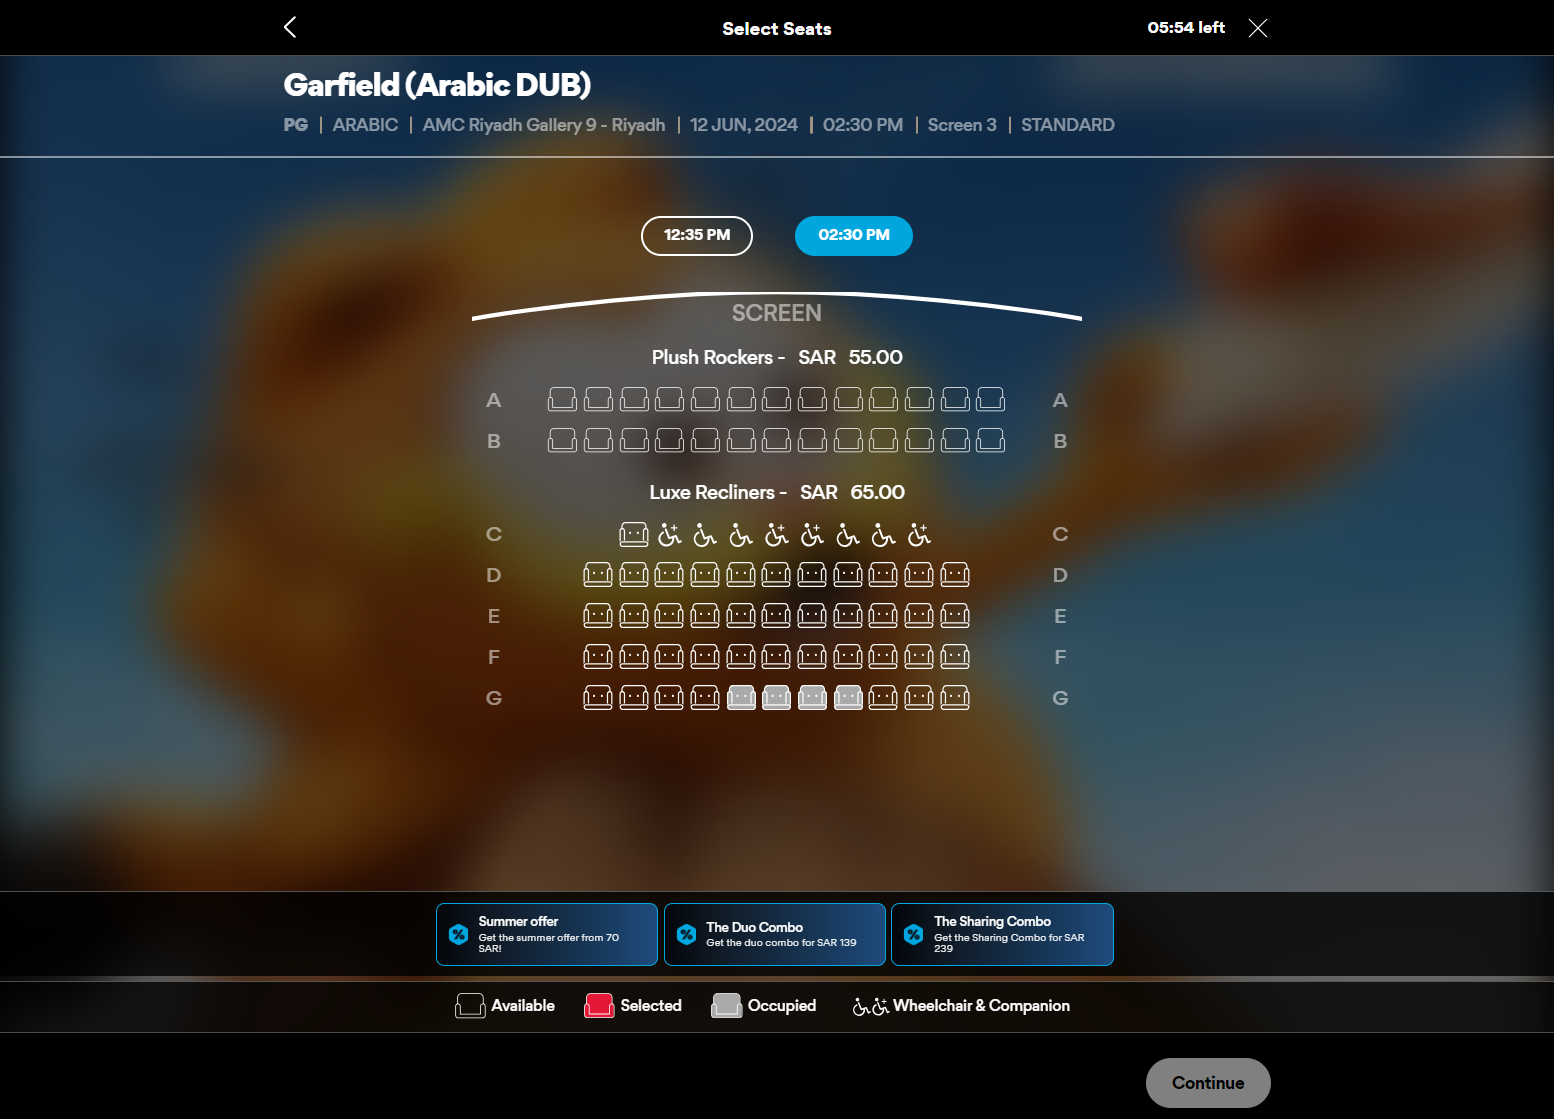 Select Seats
05:54 left
Garfield (Arabic DUB)
PG | ARABIC | AMC Riyadh Gallery 9 - Riyadh | 12 JUN, 2024 | 02:30 PM | Screen 3 | STANDARD
12:35 PM 02:30 PM
SCREEN
Plush Rockers - SAR 55.00
A A
B B
Luxe Recliners - SAR 65.00
C C
D D
E E
F F
G G
Summer offer
Get the summer offer from 70
SAR!
The Duo Combo
Get the duo combo for SAR 139
The Sharing Combo
Get the Sharing Combo for SAR
239
Available Selected Occupied Wheelchair & Companion
Continue